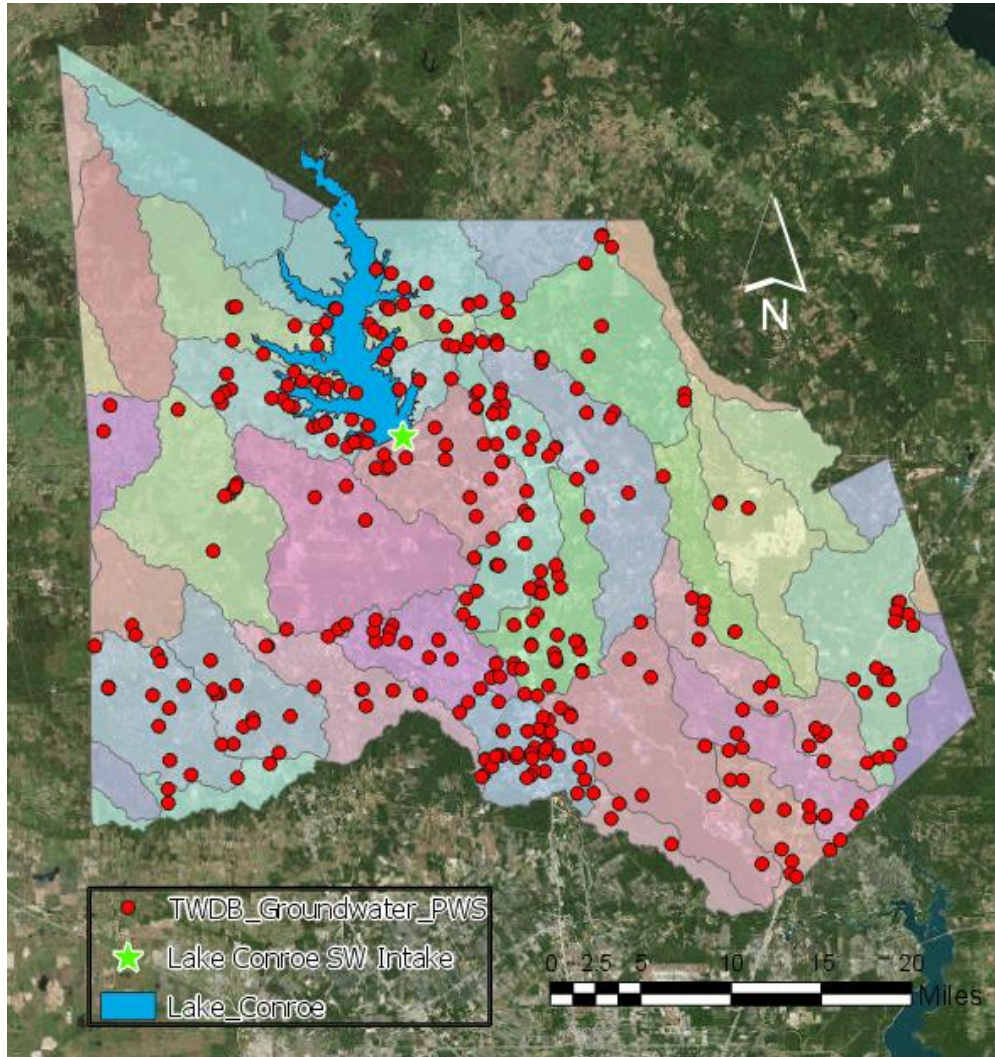 N
TWDB_Groundwater_PWS
Lake Conroe SW Intake
Lake_Conroe
0 2.5 5 10 15 20
Miles